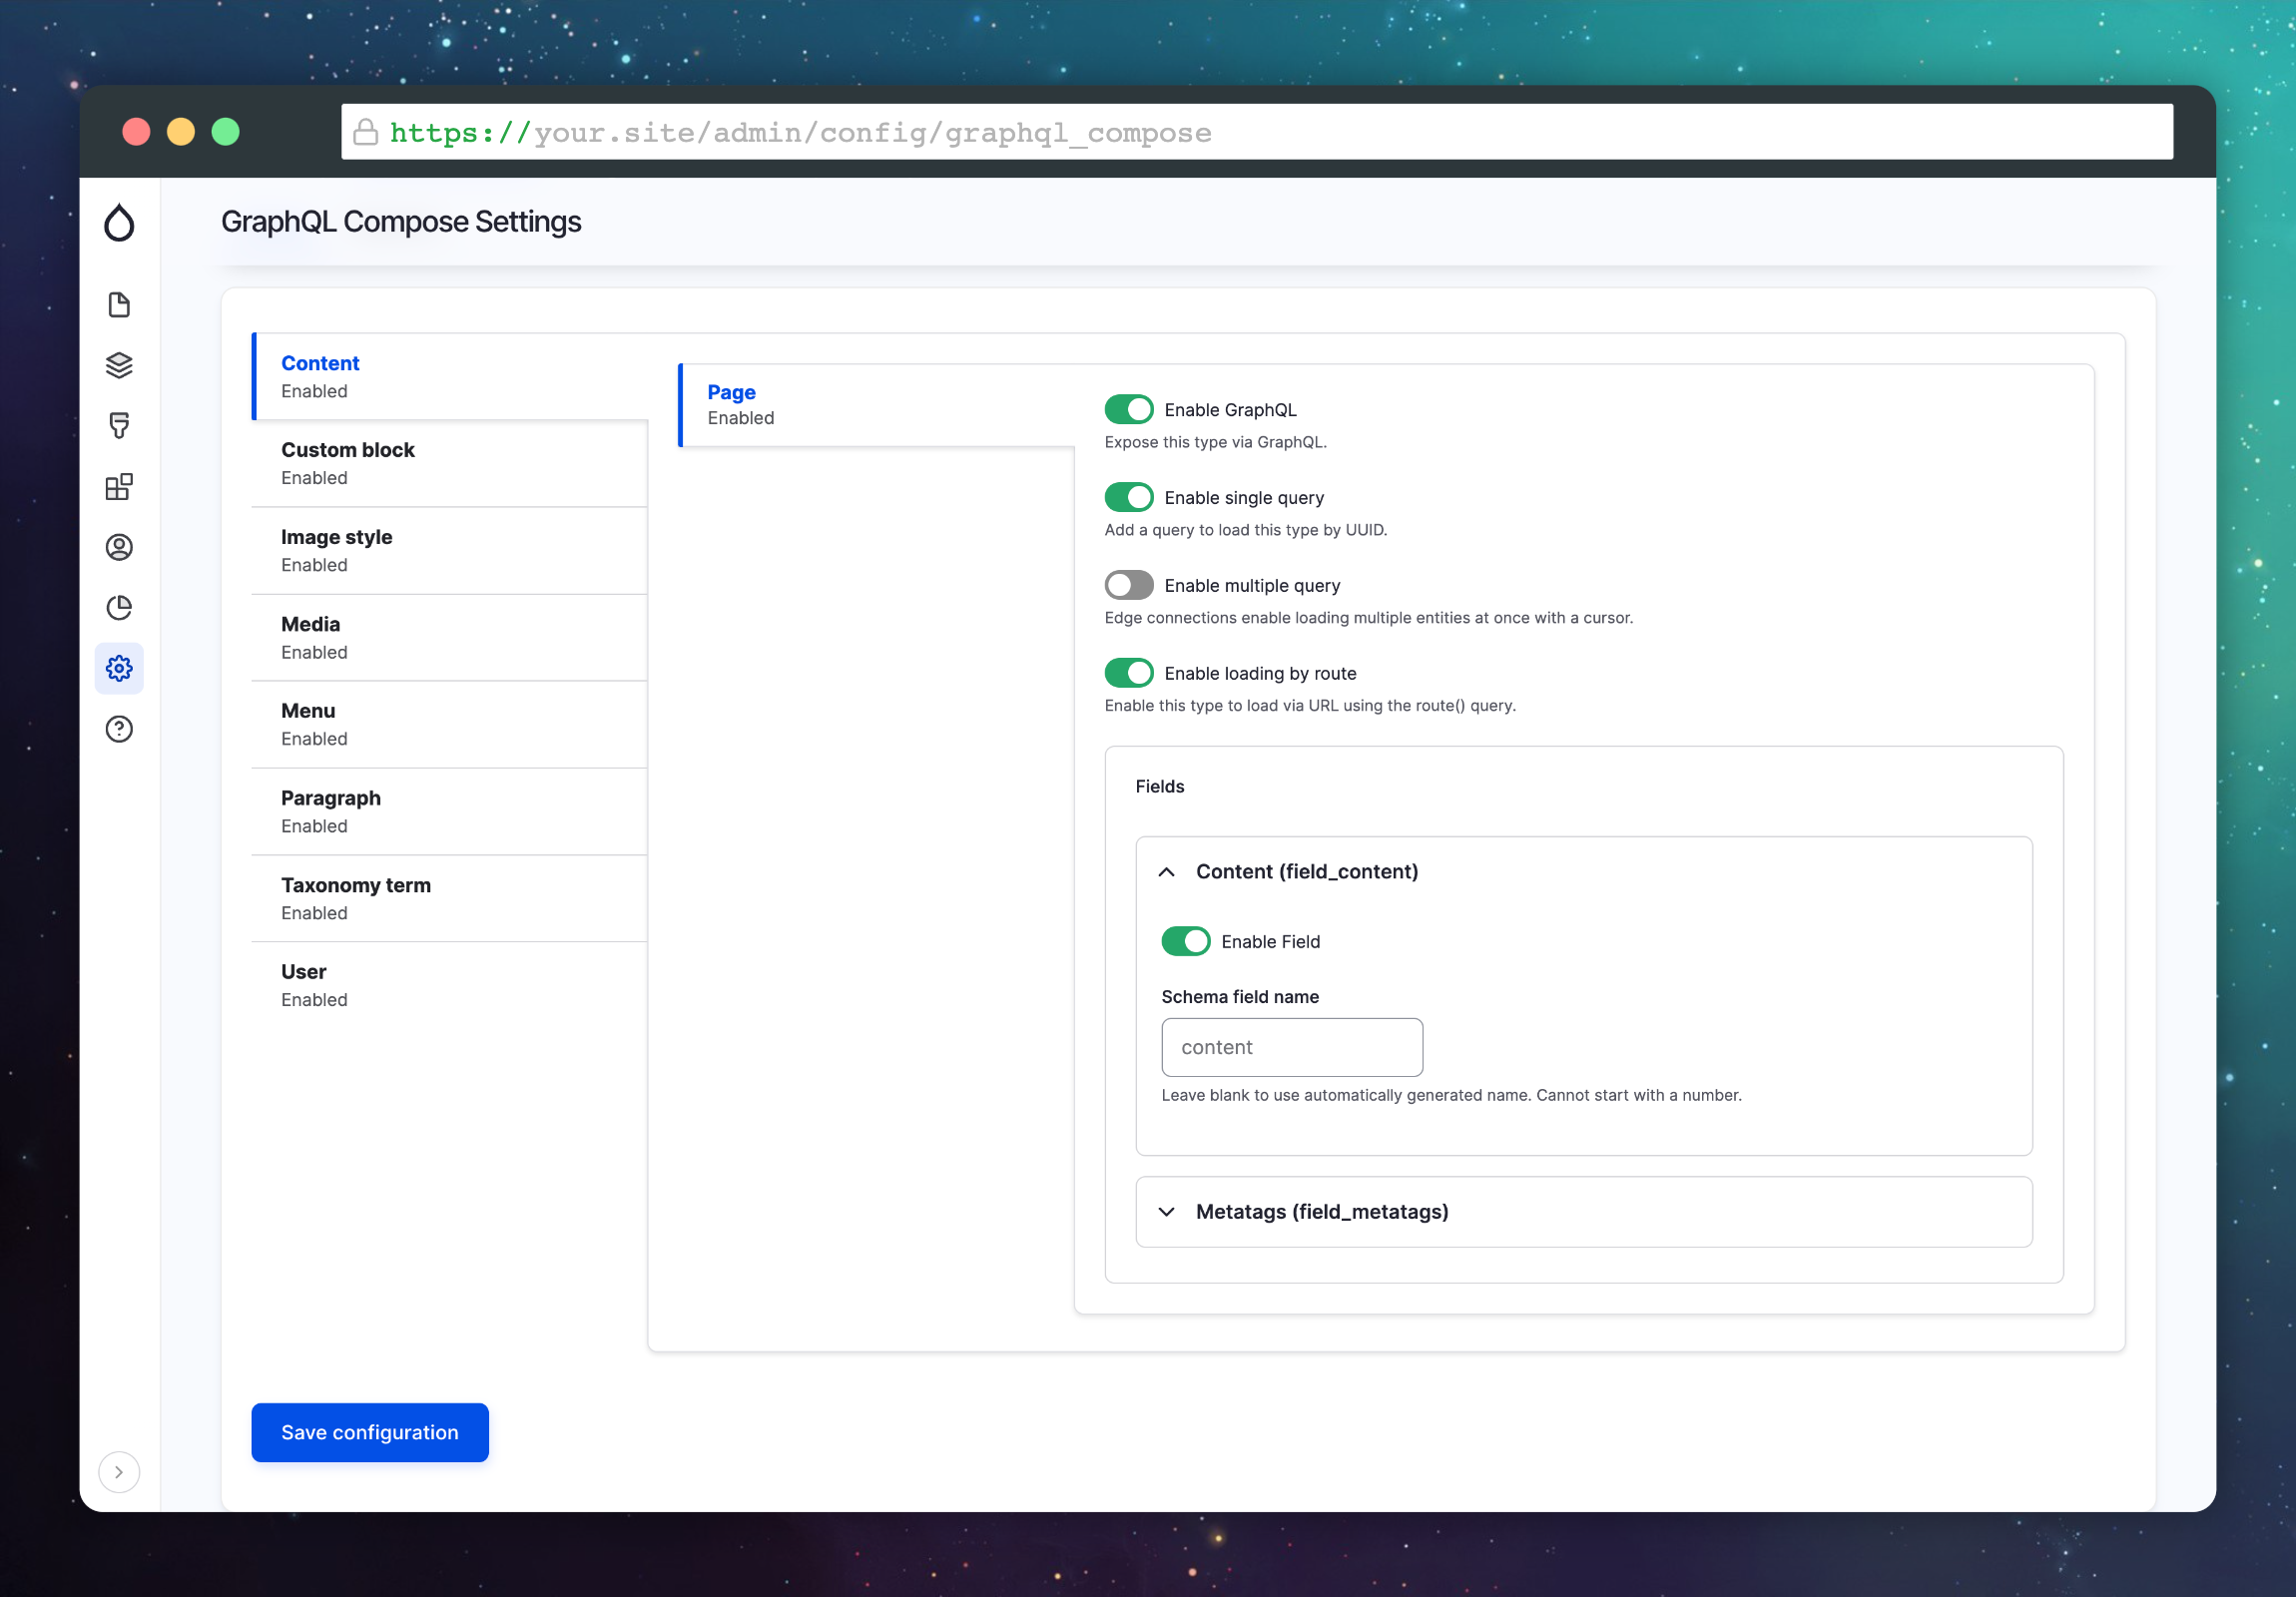 https://your.site/admin/config/graphql_compose
GraphQL Compose Settings
Content
Enabled
Custom block
Enabled
Image style
Enabled
Media
Enabled
Menu
Enabled
Paragraph
Enabled
Taxonomy term
Enabled
User
Enabled
Page
Enabled
Enable GraphQL
Expose this type via GraphQL.
Enable single query
Add a query to load this type by UUID.
Enable multiple query
Edge connections enable loading multiple entities at once with a cursor.
Enable loading by route
Enable this type to load via URL using the route() query.
Fields
Content (field_content)
Enable Field
Schema field name
content
Leave blank to use automatically generated name. Cannot start with a number.
Metatags (field_metatags)
Save configuration